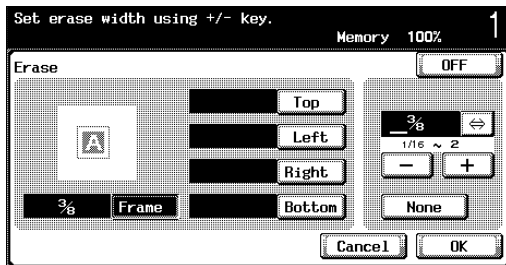 Set erase width using +/- key.
Memory 100% 1
Erase
OFF
Top
A
Left
3/8 ⇔
1/16 ~ 2
Right
− +
3/8 Frame
Bottom
None
Cancel OK